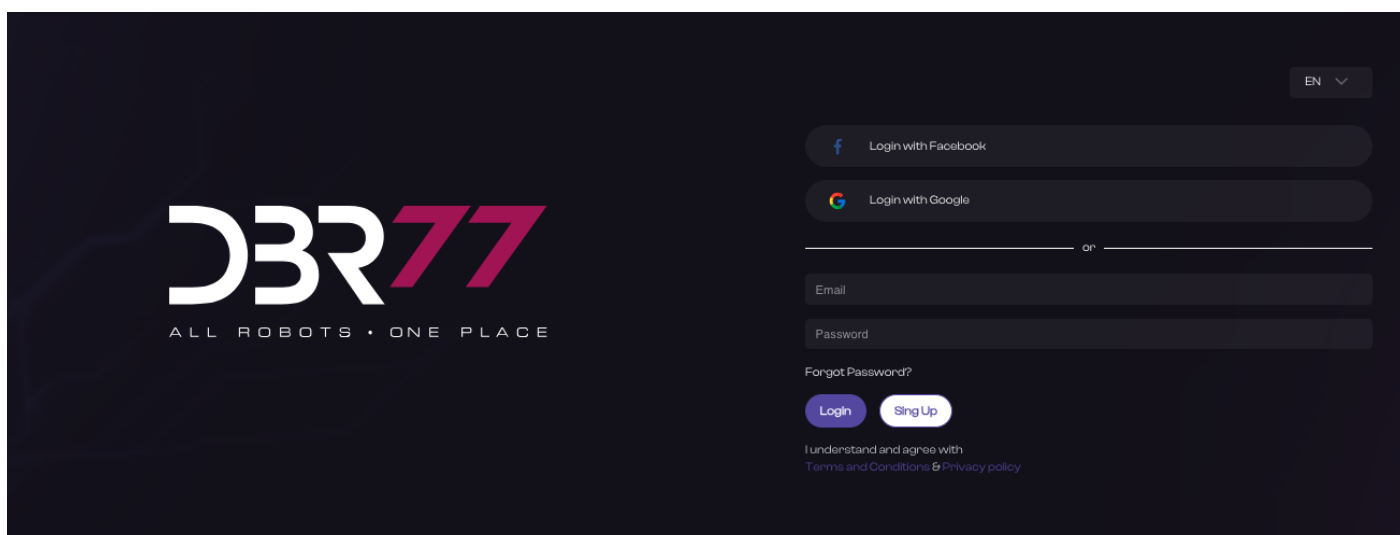 DBR77
ALL ROBOTS • ONE PLACE
EN
Login with Facebook
Login with Google
or
Email
Password
Forgot Password?
Login
Sing Up
I understand and agree with
Terms and Conditions & Privacy policy